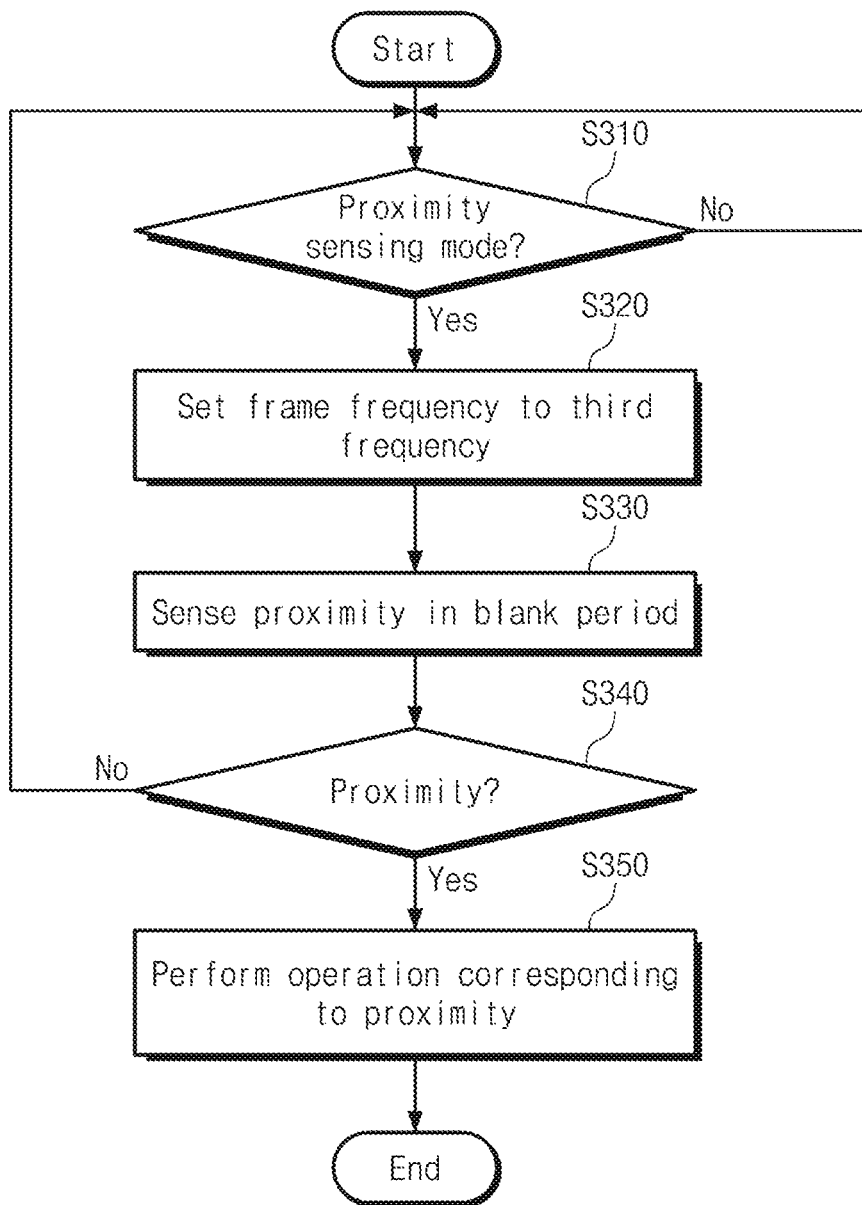 Start
S310
Proximity
sensing mode?
No
Yes
S320
Set frame frequency to third
frequency
S330
Sense proximity in blank period
S340
No
Proximity?
Yes
S350
Perform operation corresponding
to proximity
End